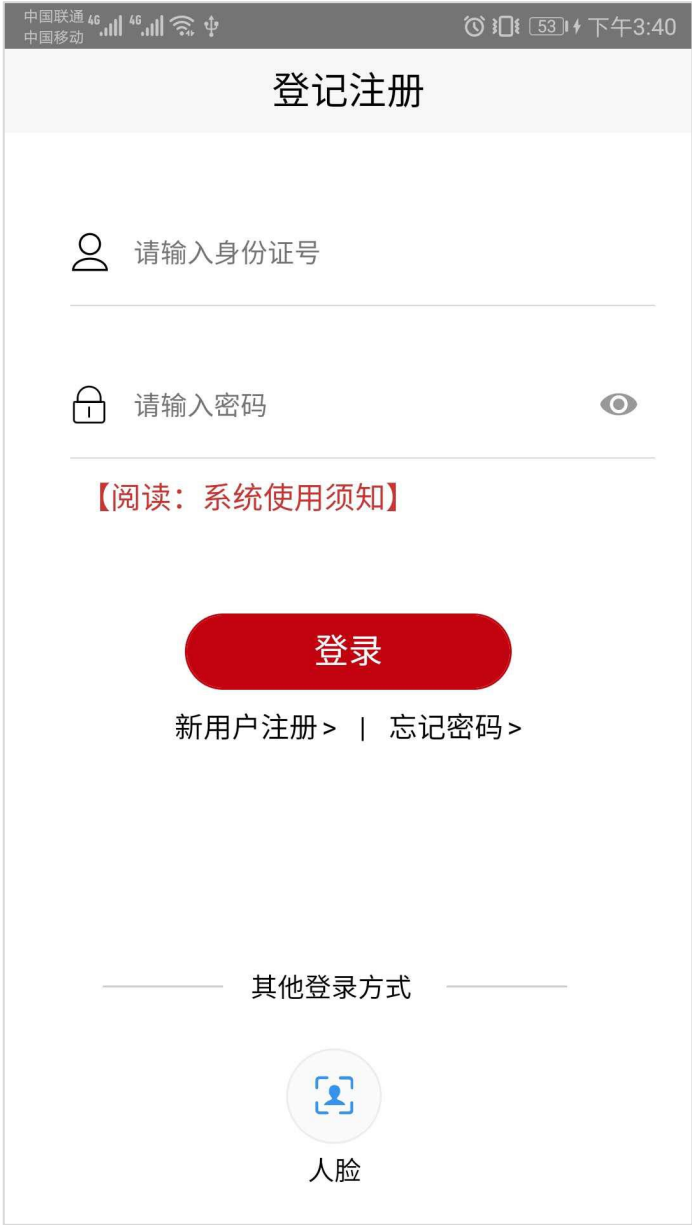 中国联通 4G 4G 53 下午3:40
中国移动
登记注册
请输入身份证号
请输入密码
【阅读：系统使用须知】
登录
新用户注册> | 忘记密码>
其他登录方式
人脸